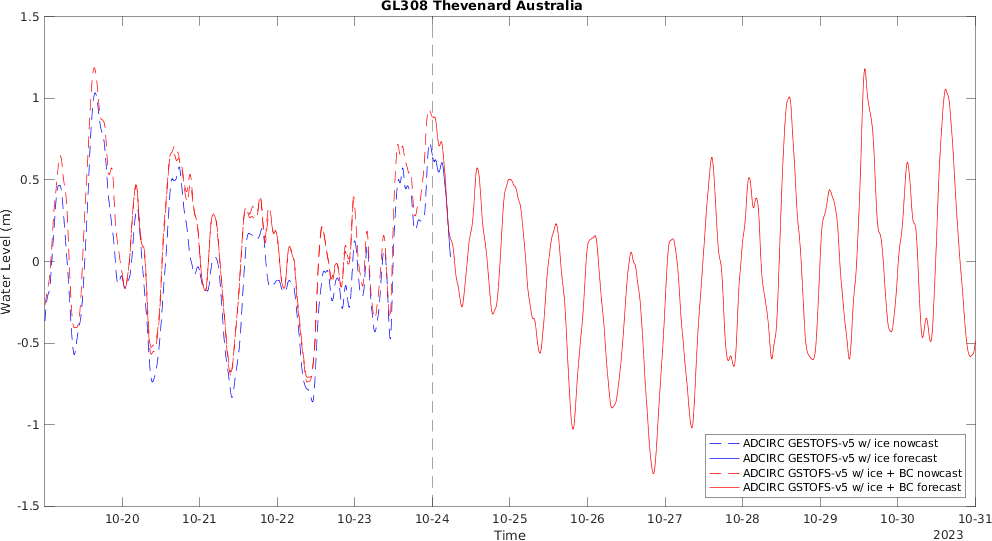 GL308 Thevenard Australia
1.5
1
0.5
0
-0.5
-1
-1.5
Water Level (m)
ADCIRC GESTOFS-v5 w/ ice nowcast
ADCIRC GESTOFS-v5 w/ ice forecast
ADCIRC GSTOFS-v5 w/ ice + BC nowcast
ADCIRC GSTOFS-v5 w/ ice + BC forecast
10-20 10-21 10-22 10-23 10-24 10-25 10-26 10-27 10-28 10-29 10-30 10-31
Time 2023